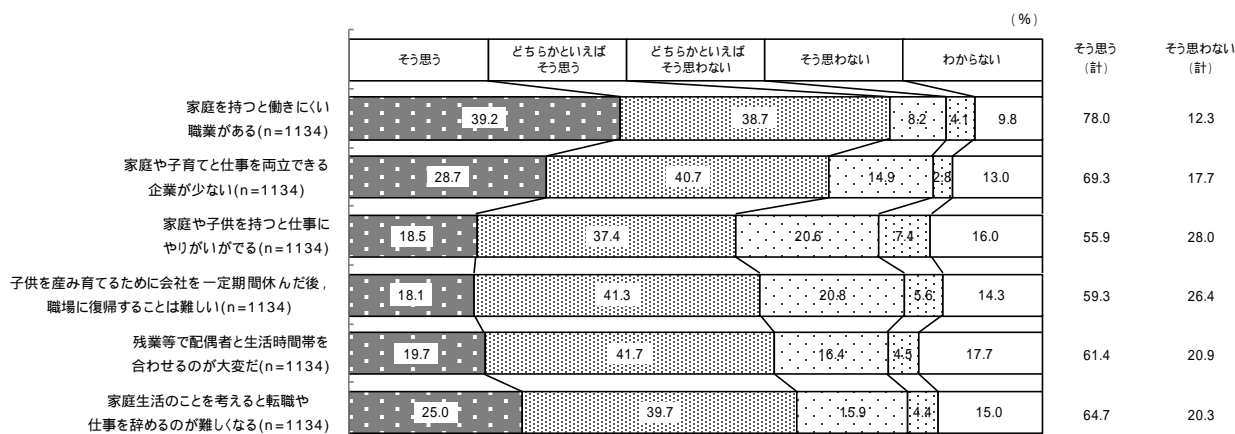 (%)
そう思う
どちらかといえば
そう思う
どちらかといえば
そう思わない
そう思わない
わからない
そう思う
(計)
そう思わない
(計)
家庭を持つと働きにくい
職業がある(n=1134)
39.2 38.7 8.2 4.1 9.8 78.0 12.3
家庭や子育てと仕事を両立できる
企業が少ない(n=1134)
28.7 40.7 14.9 2.8 13.0 69.3 17.7
家庭や子供を持つと仕事に
やりがいがでる(n=1134)
18.5 37.4 20.6 7.4 16.0 55.9 28.0
子供を産み育てるために会社を一定期間休んだ後,
職場に復帰することは難しい(n=1134)
18.1 41.3 20.8 5.6 14.3 59.3 26.4
残業等で配偶者と生活時間帯を
合わせるのが大変だ(n=1134)
19.7 41.7 16.4 4.5 17.7 61.4 20.9
家庭生活のことを考えると転職や
仕事を辞めるのが難しくなる(n=1134)
25.0 39.7 15.9 4.4 15.0 64.7 20.3